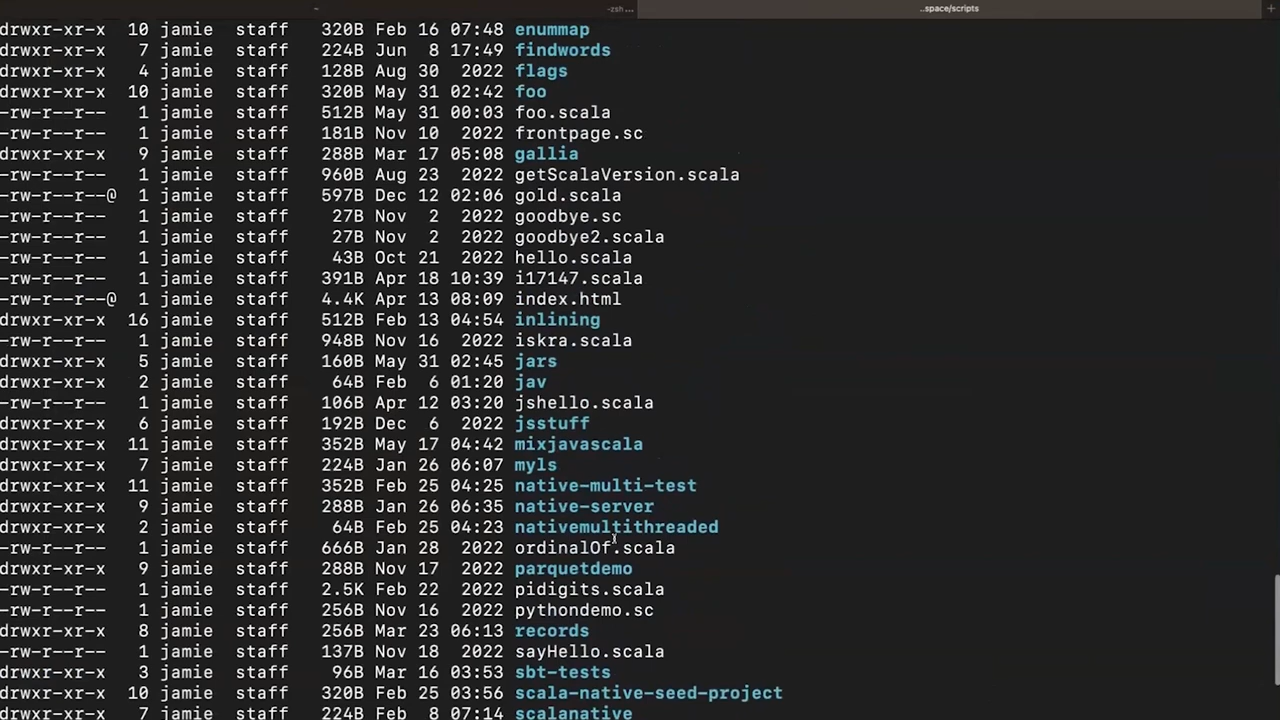 ~ -zsh ... ..space/scripts +
drwxr-xr-x 10 jamie staff 320B Feb 16 07:48 enummap
drwxr-xr-x 7 jamie staff 224B Jun 8 17:49 findwords
drwxr-xr-x 4 jamie staff 128B Aug 30 2022 flags
drwxr-xr-x 10 jamie staff 320B May 31 02:42 foo
-rw-r--r-- 1 jamie staff 512B May 31 00:03 foo.scala
-rw-r--r-- 1 jamie staff 181B Nov 10 2022 frontpage.sc
drwxr-xr-x 9 jamie staff 288B Mar 17 05:08 gallia
-rw-r--r-- 1 jamie staff 960B Aug 23 2022 getScalaVersion.scala
-rw-r--r--@ 1 jamie staff 597B Dec 12 02:06 gold.scala
-rw-r--r-- 1 jamie staff 27B Nov 2 2022 goodbye.sc
-rw-r--r-- 1 jamie staff 27B Nov 2 2022 goodbye2.scala
-rw-r--r-- 1 jamie staff 43B Oct 21 2022 hello.scala
-rw-r--r-- 1 jamie staff 391B Apr 18 10:39 i17147.scala
-rw-r--r--@ 1 jamie staff 4.4K Apr 13 08:09 index.html
drwxr-xr-x 16 jamie staff 512B Feb 13 04:54 inlining
-rw-r--r-- 1 jamie staff 948B Nov 16 2022 iskra.scala
drwxr-xr-x 5 jamie staff 160B May 31 02:45 jars
drwxr-xr-x 2 jamie staff 64B Feb 6 01:20 jav
-rw-r--r-- 1 jamie staff 106B Apr 12 03:20 jshello.scala
drwxr-xr-x 6 jamie staff 192B Dec 6 2022 jsstuff
drwxr-xr-x 11 jamie staff 352B May 17 04:42 mixjavascala
drwxr-xr-x 7 jamie staff 224B Jan 26 06:07 myls
drwxr-xr-x 11 jamie staff 352B Feb 25 04:25 native-multi-test
drwxr-xr-x 9 jamie staff 288B Jan 26 06:35 native-server
drwxr-xr-x 2 jamie staff 64B Feb 25 04:23 nativemultithreaded
-rw-r--r-- 1 jamie staff 666B Jan 28 2022 ordinalOf.scala
drwxr-xr-x 9 jamie staff 288B Nov 17 2022 parquetdemo
-rw-r--r-- 1 jamie staff 2.5K Feb 22 2022 pidigits.scala
-rw-r--r-- 1 jamie staff 256B Nov 16 2022 pythondemo.sc
drwxr-xr-x 8 jamie staff 256B Mar 23 06:13 records
-rw-r--r-- 1 jamie staff 137B Nov 18 2022 sayHello.scala
drwxr-xr-x 3 jamie staff 96B Mar 16 03:53 sbt-tests
drwxr-xr-x 10 jamie staff 320B Feb 25 03:56 scala-native-seed-project
drwxr-xr-x 7 jamie staff 224B Feb 8 07:14 scalanative